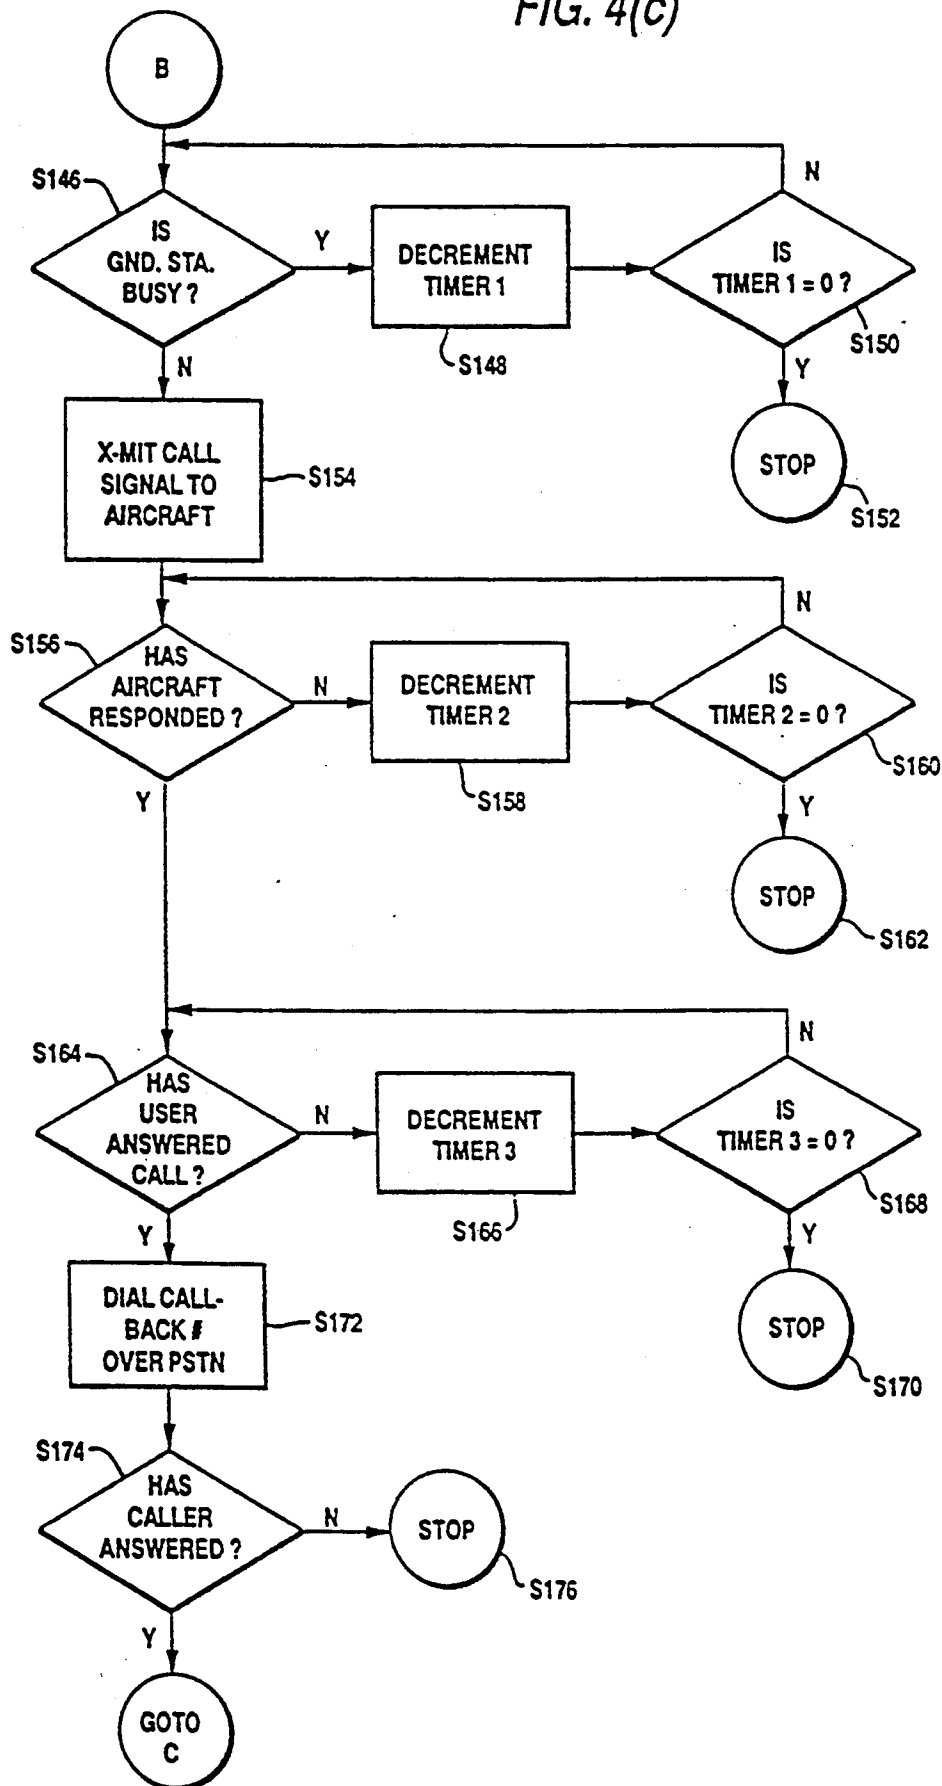 FIG. 4(c)
B
S146
IS
GND. STA.
BUSY ?
Y
DECREMENT
TIMER 1
S148
IS
TIMER 1 = 0 ?
N
S150
Y
STOP
S152
N
X-MIT CALL
SIGNAL TO
AIRCRAFT
S154
S156
HAS
AIRCRAFT
RESPONDED ?
N
DECREMENT
TIMER 2
S158
IS
TIMER 2 = 0 ?
N
S160
Y
STOP
S162
Y
S164
HAS
USER
ANSWERED
CALL ?
N
DECREMENT
TIMER 3
S166
IS
TIMER 3 = 0 ?
N
S168
Y
STOP
S170
Y
DIAL CALL-
BACK #
OVER PSTN
S172
S174
HAS
CALLER
ANSWERED ?
N
STOP
S176
Y
GOTO
C